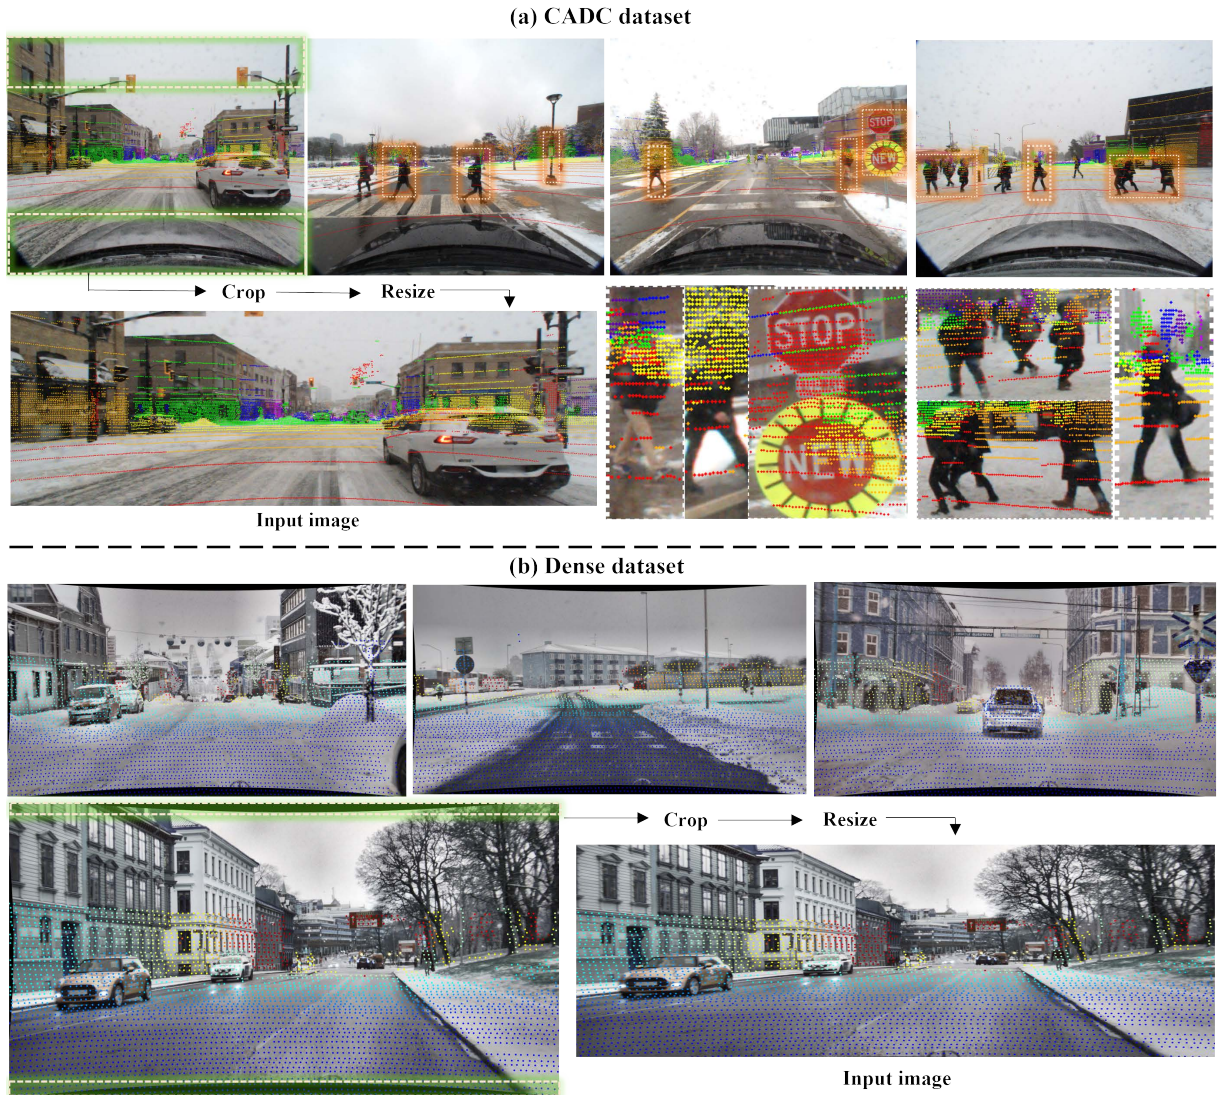 (a) CADC dataset
STOP
NEW
Crop
Resize
STOP
NEW
Input image
(b) Dense dataset
Crop
Resize
Input image